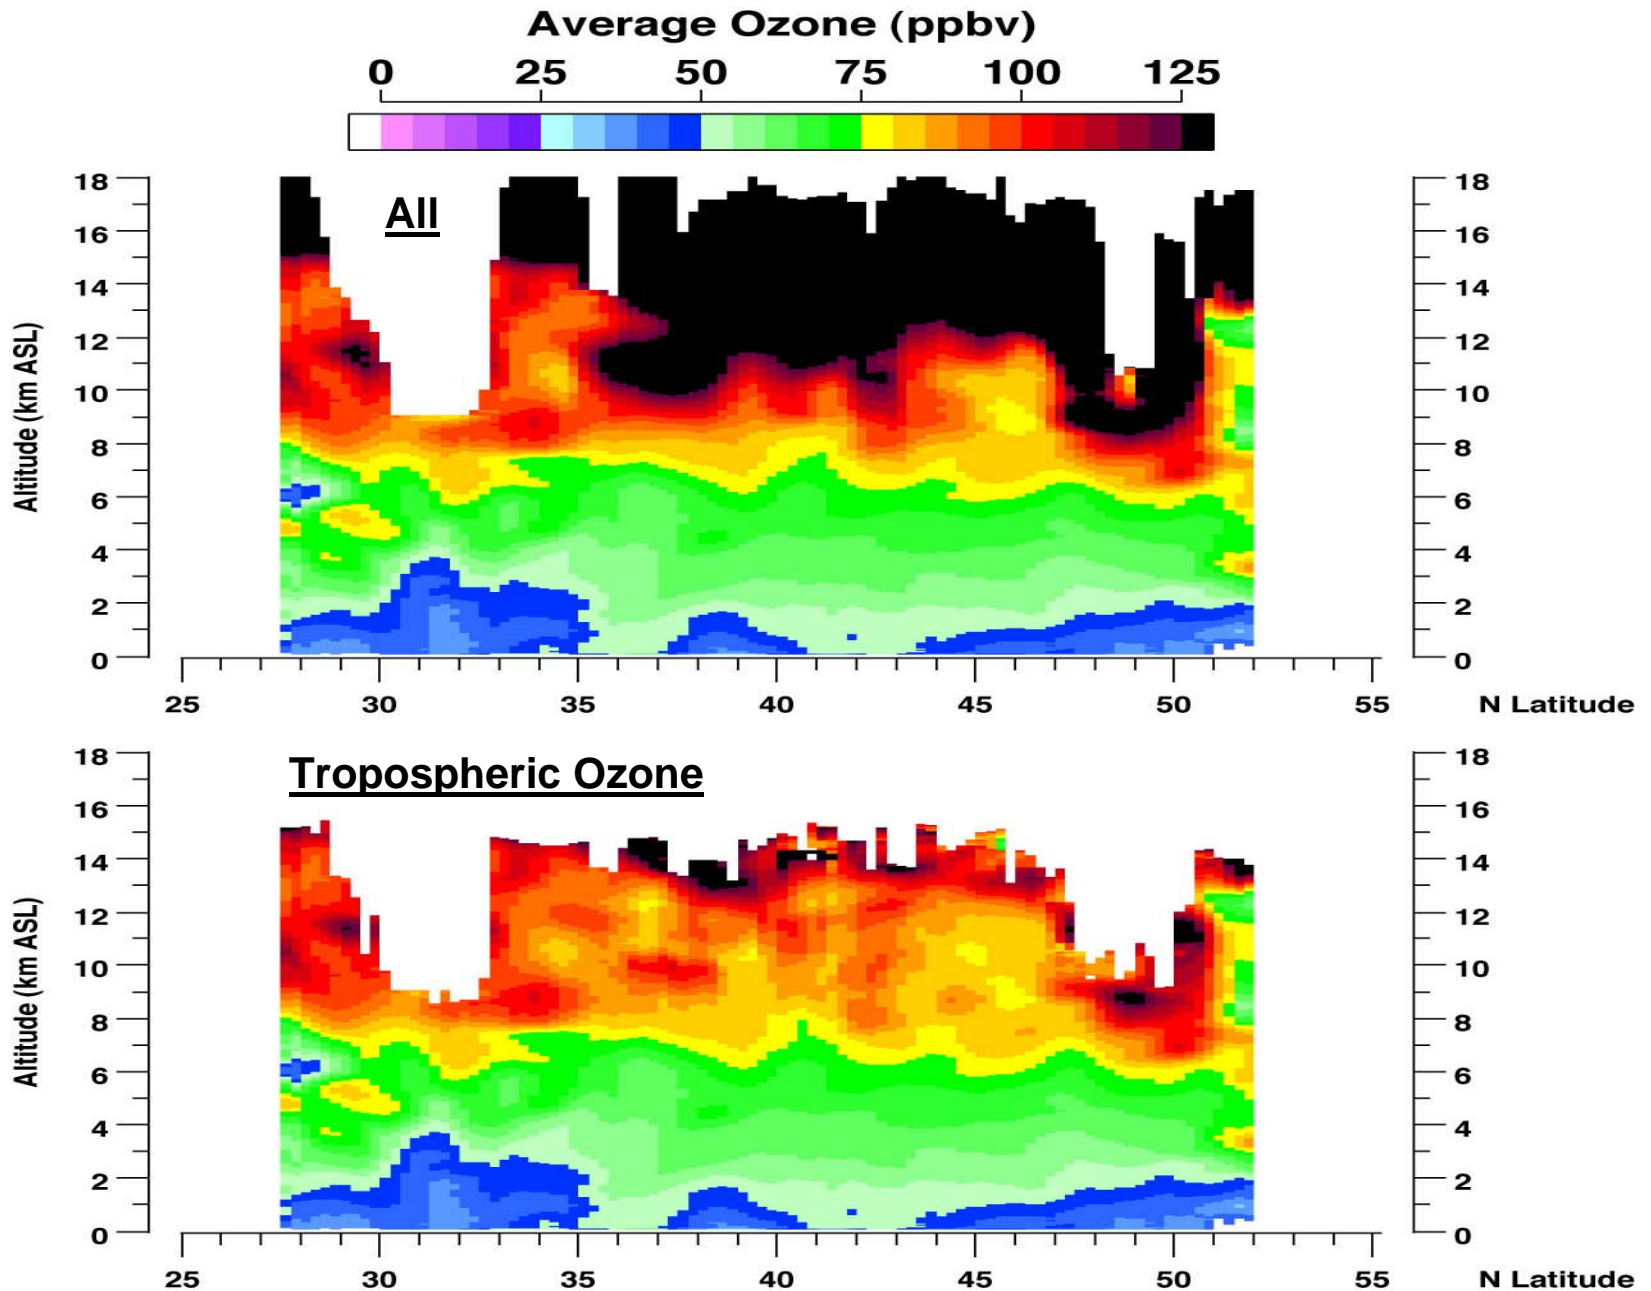 Average Ozone (ppbv)
0 25 50 75 100 125
All
Altitude (km ASL)
18 18
16 16
14 14
12 12
10 10
8 8
6 6
4 4
2 2
0 0
25 30 35 40 45 50 55 N Latitude
Tropospheric Ozone
Altitude (km ASL)
18 18
16 16
14 14
12 12
10 10
8 8
6 6
4 4
2 2
0 0
25 30 35 40 45 50 55 N Latitude